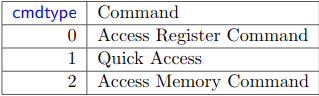 cmdtype Command
0 Access Register Command
1 Quick Access
2 Access Memory Command